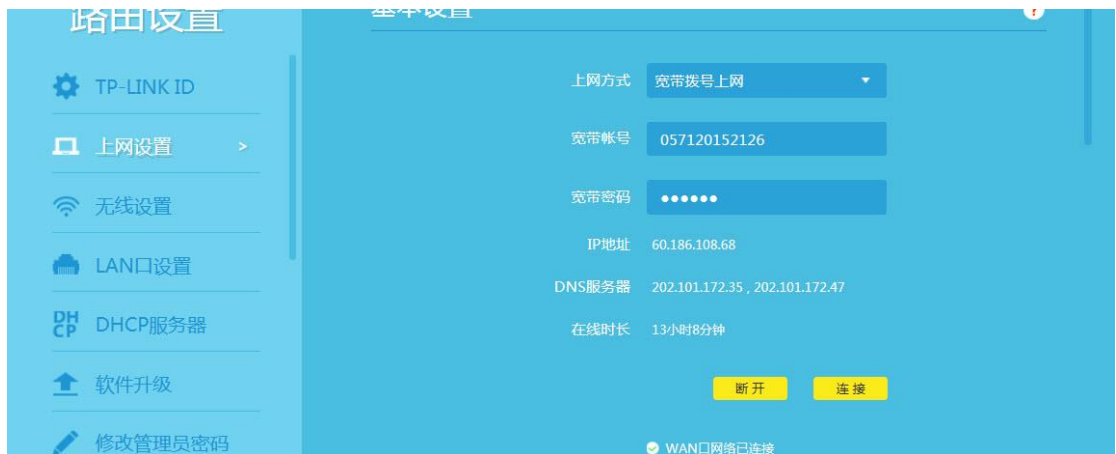 路由设置
基本设置
?
TP-LINK ID
上网设置 >
无线设置
LAN口设置
DHCP
DHCP服务器
软件升级
修改管理员密码
上网方式 宽带拨号上网
宽带帐号 057120152126
宽带密码 ●●●●●●
IP地址 60.186.108.68
DNS服务器 202.101.172.35 , 202.101.172.47
在线时长 13小时8分钟
断开 连接
WAN口网络已连接